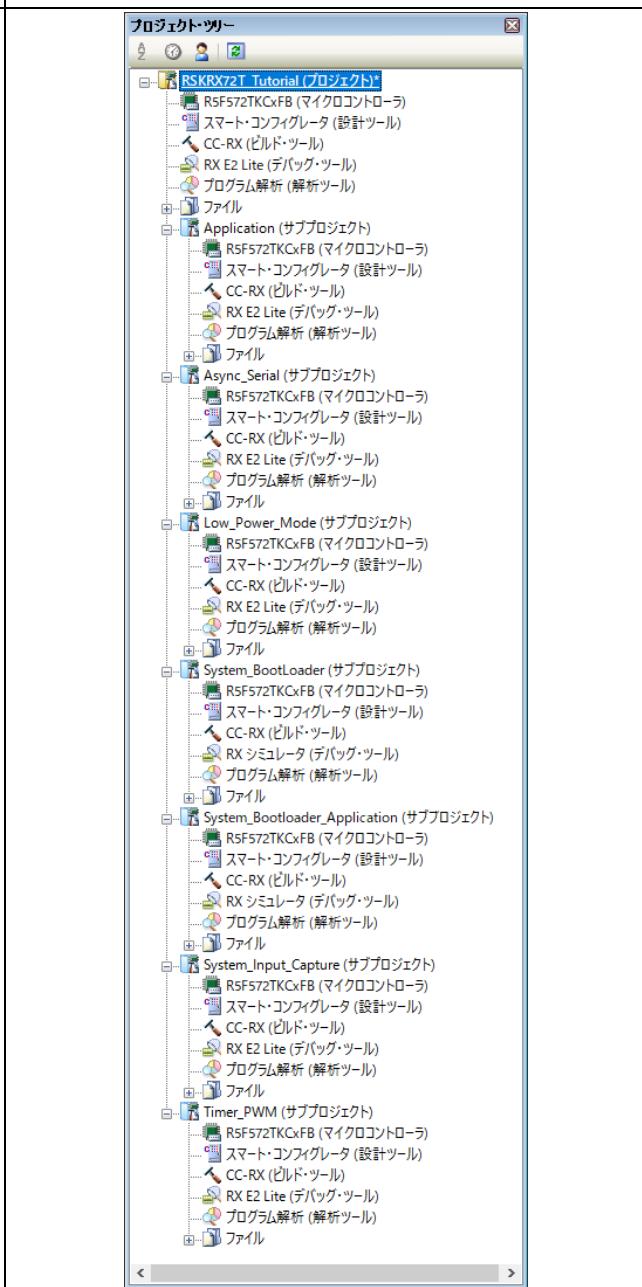 プロジェクト・ツリー
RSKRX72T_Tutorial (プロジェクト)*
R5F572TKCxFB (マイクロコントローラ)
スマート・コンフィグレータ (設計ツール)
CC-RX (ビルド・ツール)
RX E2 Lite (デバッグ・ツール)
プログラム解析 (解析ツール)
ファイル
Application (サブプロジェクト)
R5F572TKCxFB (マイクロコントローラ)
スマート・コンフィグレータ (設計ツール)
CC-RX (ビルド・ツール)
RX E2 Lite (デバッグ・ツール)
プログラム解析 (解析ツール)
ファイル
Async_Serial (サブプロジェクト)
R5F572TKCxFB (マイクロコントローラ)
スマート・コンフィグレータ (設計ツール)
CC-RX (ビルド・ツール)
RX E2 Lite (デバッグ・ツール)
プログラム解析 (解析ツール)
ファイル
Low_Power_Mode (サブプロジェクト)
R5F572TKCxFB (マイクロコントローラ)
スマート・コンフィグレータ (設計ツール)
CC-RX (ビルド・ツール)
RX E2 Lite (デバッグ・ツール)
プログラム解析 (解析ツール)
ファイル
System_BootLoader (サブプロジェクト)
R5F572TKCxFB (マイクロコントローラ)
スマート・コンフィグレータ (設計ツール)
CC-RX (ビルド・ツール)
RX シミュレータ (デバッグ・ツール)
プログラム解析 (解析ツール)
ファイル
System_Bootloader_Application (サブプロジェクト)
R5F572TKCxFB (マイクロコントローラ)
スマート・コンフィグレータ (設計ツール)
CC-RX (ビルド・ツール)
RX シミュレータ (デバッグ・ツール)
プログラム解析 (解析ツール)
ファイル
System_Input_Capture (サブプロジェクト)
R5F572TKCxFB (マイクロコントローラ)
スマート・コンフィグレータ (設計ツール)
CC-RX (ビルド・ツール)
RX E2 Lite (デバッグ・ツール)
プログラム解析 (解析ツール)
ファイル
Timer_PWM (サブプロジェクト)
R5F572TKCxFB (マイクロコントローラ)
スマート・コンフィグレータ (設計ツール)
CC-RX (ビルド・ツール)
RX E2 Lite (デバッグ・ツール)
プログラム解析 (解析ツール)
ファイル